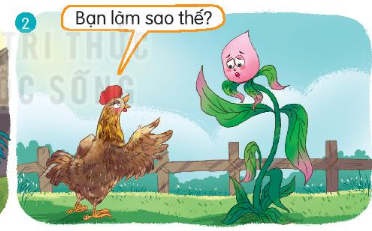 2
Bạn làm sao thế?
TRI THỨC
C SỐNG